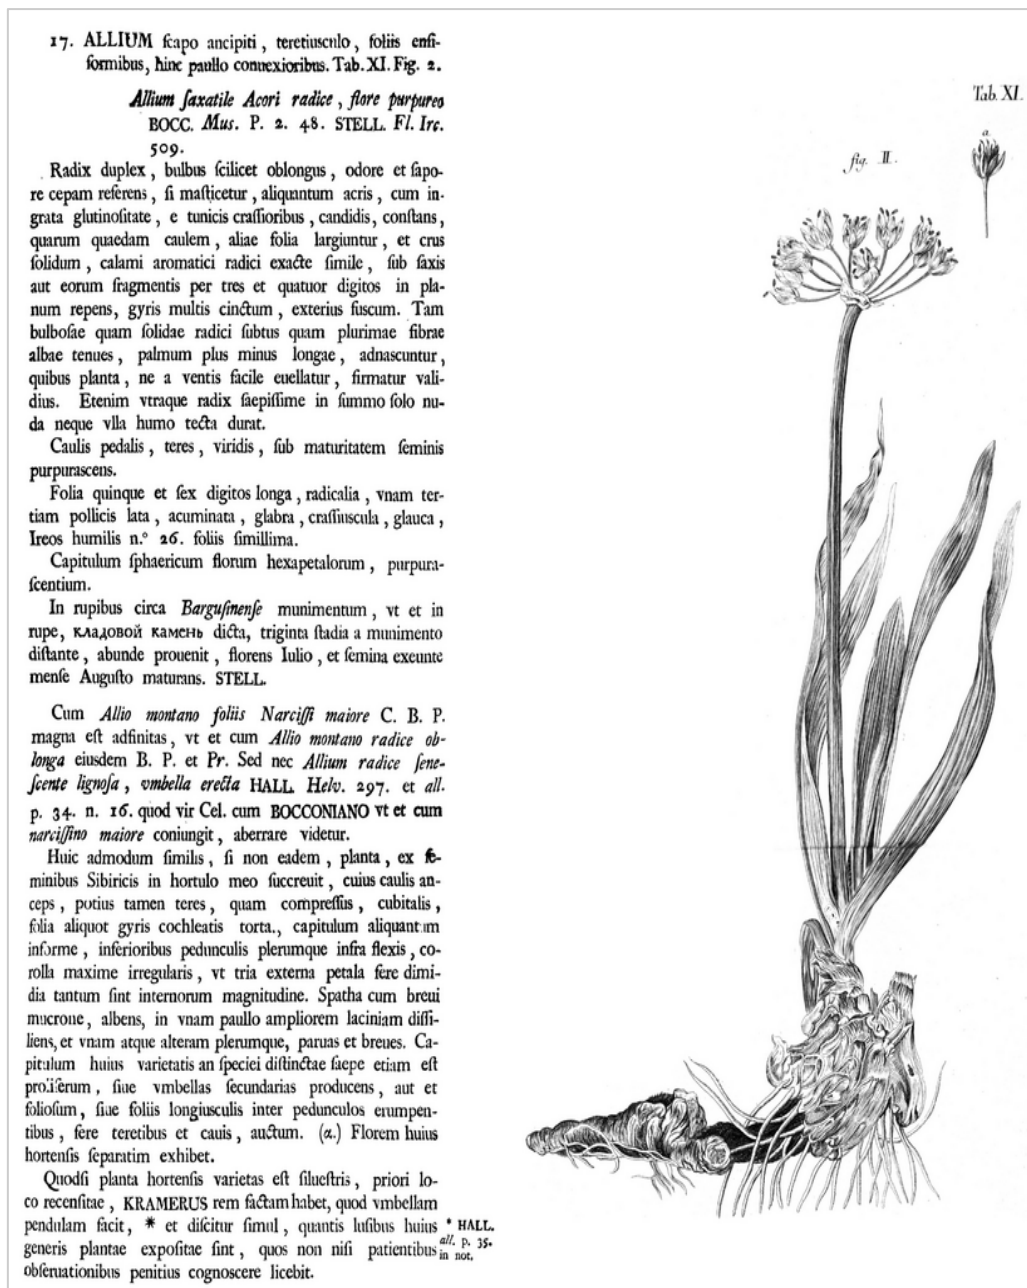 17. ALLIUM ſcapo ancipiti, teretiuſculo, foliis enſi-
formibus, hinc paullo conuexioribus. Tab. XI. Fig. 2.
Allium ſaxatile Acori radice, flore purpureo
BOCC. Muſ. P. 2. 48. STELL. Fl. Irc.
509.
Radix duplex, bulbus ſcilicet oblongus, odore et ſapo-
re cepam referens, ſi maſticetur, aliquantum acris, cum in-
grata glutinoſitate, e tunicis craſſioribus, candidis, conſtans,
quarum quaedam caulem, aliae folia largiuntur, et crus
ſolidum, calami aromatici radici exacte ſimile, ſub ſaxis
aut eorum fragmentis per tres et quatuor digitos in pla-
num repens, gyris multis cinctum, exterius fuſcum. Tam
bulboſae quam ſolidae radici ſubtus quam plurimae fibrae
albae tenues, palmum plus minus longae, adnaſcuntur,
quibus planta, ne a ventis facile euellatur, firmatur vali-
dius. Etenim vtraque radix ſaepiſſime in ſummo ſolo nu-
da neque vlla humo tecta durat.
Caulis pedalis, teres, viridis, ſub maturitatem ſeminis
purpuraſcens.
Folia quinque et ſex digitos longa, radicalia, vnam ter-
tiam pollicis lata, acuminata, glabra, craſſiuſcula, glauca,
Ireos humilis n.° 26. foliis ſimillima.
Capitulum ſphaericum florum hexapetalorum, purpura-
ſcentium.
In rupibus circa Barguſinenſe munimentum, vt et in
rupe, кладовой камень dicta, triginta ſtadia a munimento
diſtante, abunde prouenit, florens Iulio, et ſemina exeunte
menſe Auguſto maturans. STELL.
Cum Allio montano foliis Narciſſi maiore C. B. P.
magna eſt adfinitas, vt et cum Allio montano radice ob-
longa eiusdem B. P. et Pr. Sed nec Allium radice ſene-
ſcente lignoſa, vmbella erecta HALL. Helv. 297. et all.
p. 34. n. 16. quod vir Cel. cum BOCCONIANO vt et cum
narciſſino maiore coniungit, aberrare videtur.
Huic admodum ſimilis, ſi non eadem, planta, ex ſe-
minibus Sibiricis in hortulo meo ſuccreuit, cuius caulis an-
ceps, potius tamen teres, quam compreſſus, cubitalis,
folia aliquot gyris cochleatis torta., capitulum aliquantum
informe, inferioribus pedunculis plerumque infra flexis, co-
rolla maxime irregularis, vt tria externa petala fere dimi-
dia tantum ſint internorum magnitudine. Spatha cum breui
mucrone, albens, in vnam paullo ampliorem laciniam diſſi-
liens, et vnam atque alteram plerumque, paruas et breues. Ca-
pitulum huius varietatis an ſpeciei diſtinctae ſaepe etiam eſt
proliferum, ſiue vmbellas ſecundarias producens, aut et
folioſum, ſiue foliis longiusculis inter pedunculos erumpen-
tibus, fere teretibus et cauis, auctum. (α.) Florem huius
hortenſis ſeparatim exhibet.
Quodſi planta hortenſis varietas eſt ſilueſtris, priori lo-
co recenſitae, KRAMERUS rem factam habet, quod vmbellam
pendulam facit, * et diſcitur ſimul, quantis luſibus huius
generis plantae expoſitae ſint, quos non niſi patientibus
obſeruationibus penitius cognoscere licebit.
* HALL.
all. p. 35.
in not.
Tab. XI.
fig. II.
a